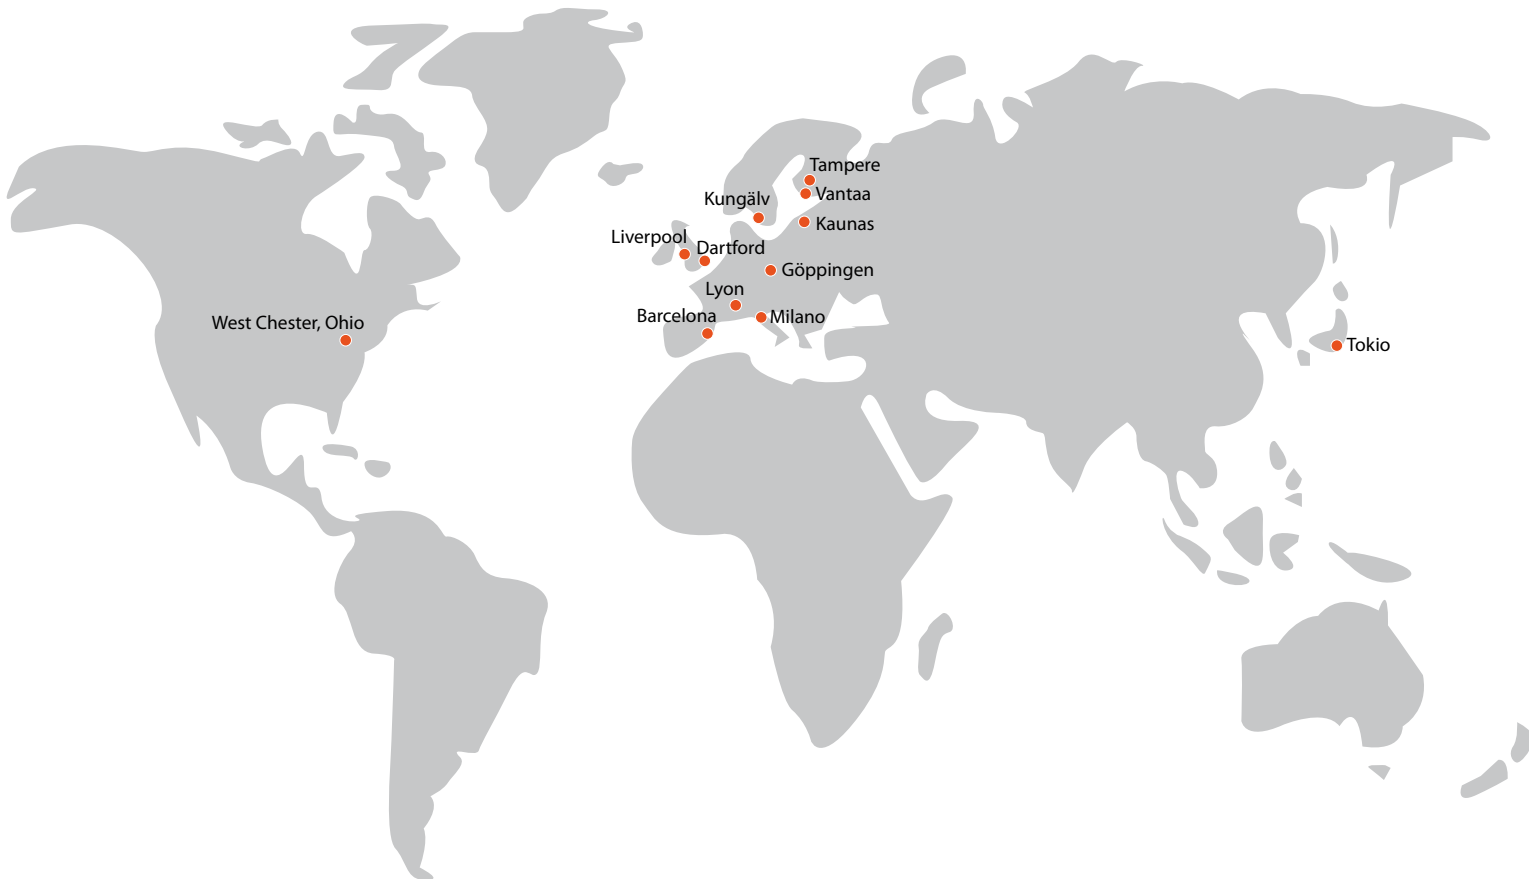 Tampere
Vantaa
Kungälv
Kaunas
Liverpool
Dartford
Göppingen
Lyon
Barcelona
Milano
West Chester, Ohio
Tokio